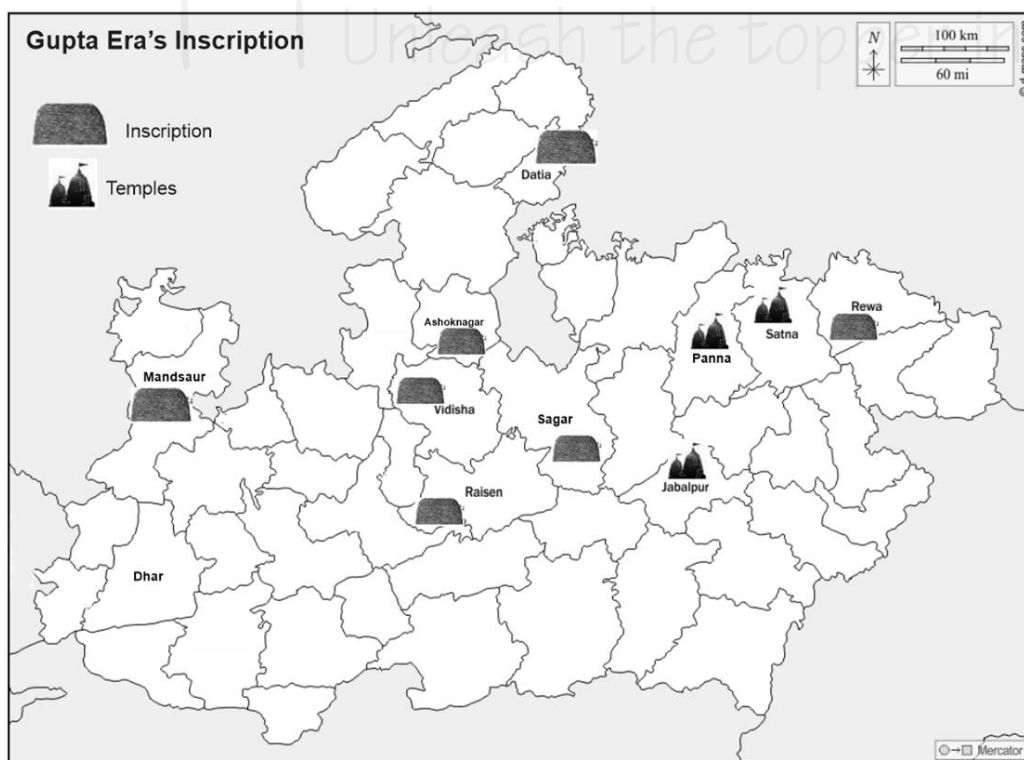 Unleash the topper in
Gupta Era's Inscription
N
100 km
60 mi
Inscription
Temples
Datia
Ashoknagar
Rewa
Satna
Panna
Mandsaur
Vidisha
Sagar
Jabalpur
Raisen
Dhar
Mercator